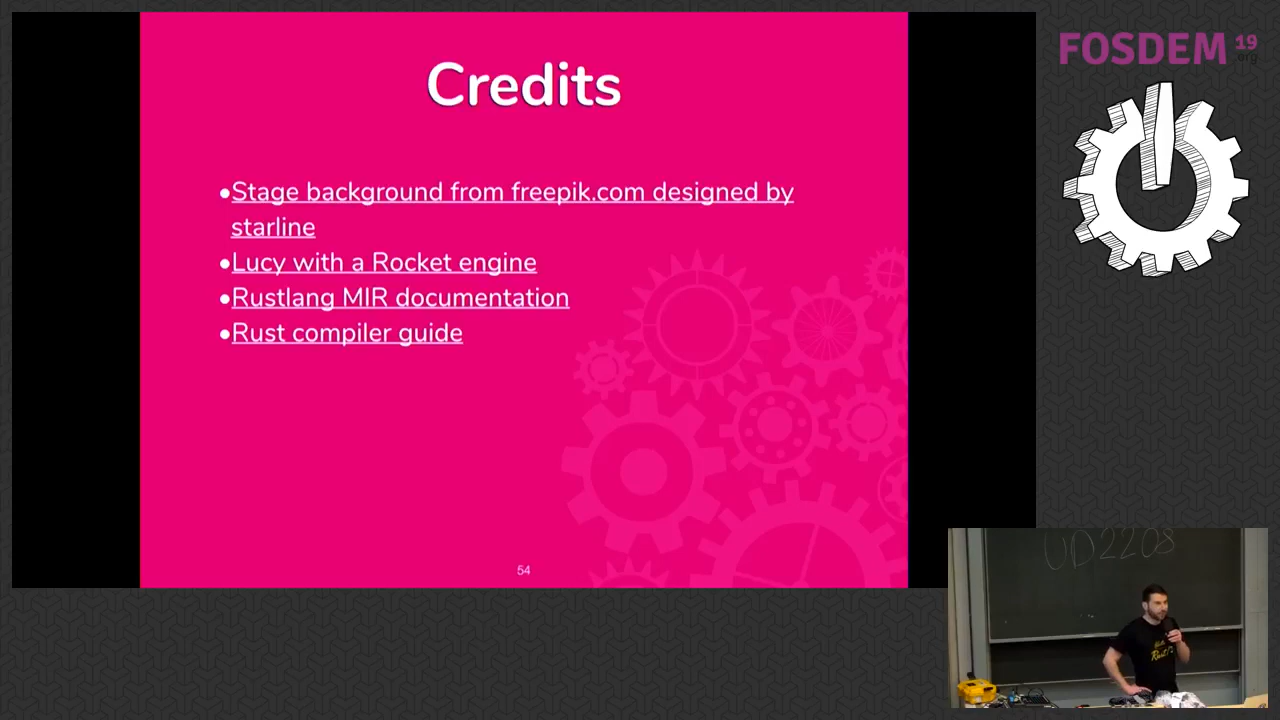 Credits
•Stage background from freepik.com designed by
starline
•Lucy with a Rocket engine
•Rustlang MIR documentation
•Rust compiler guide
54
FOSDEM 19
.org
UD2208